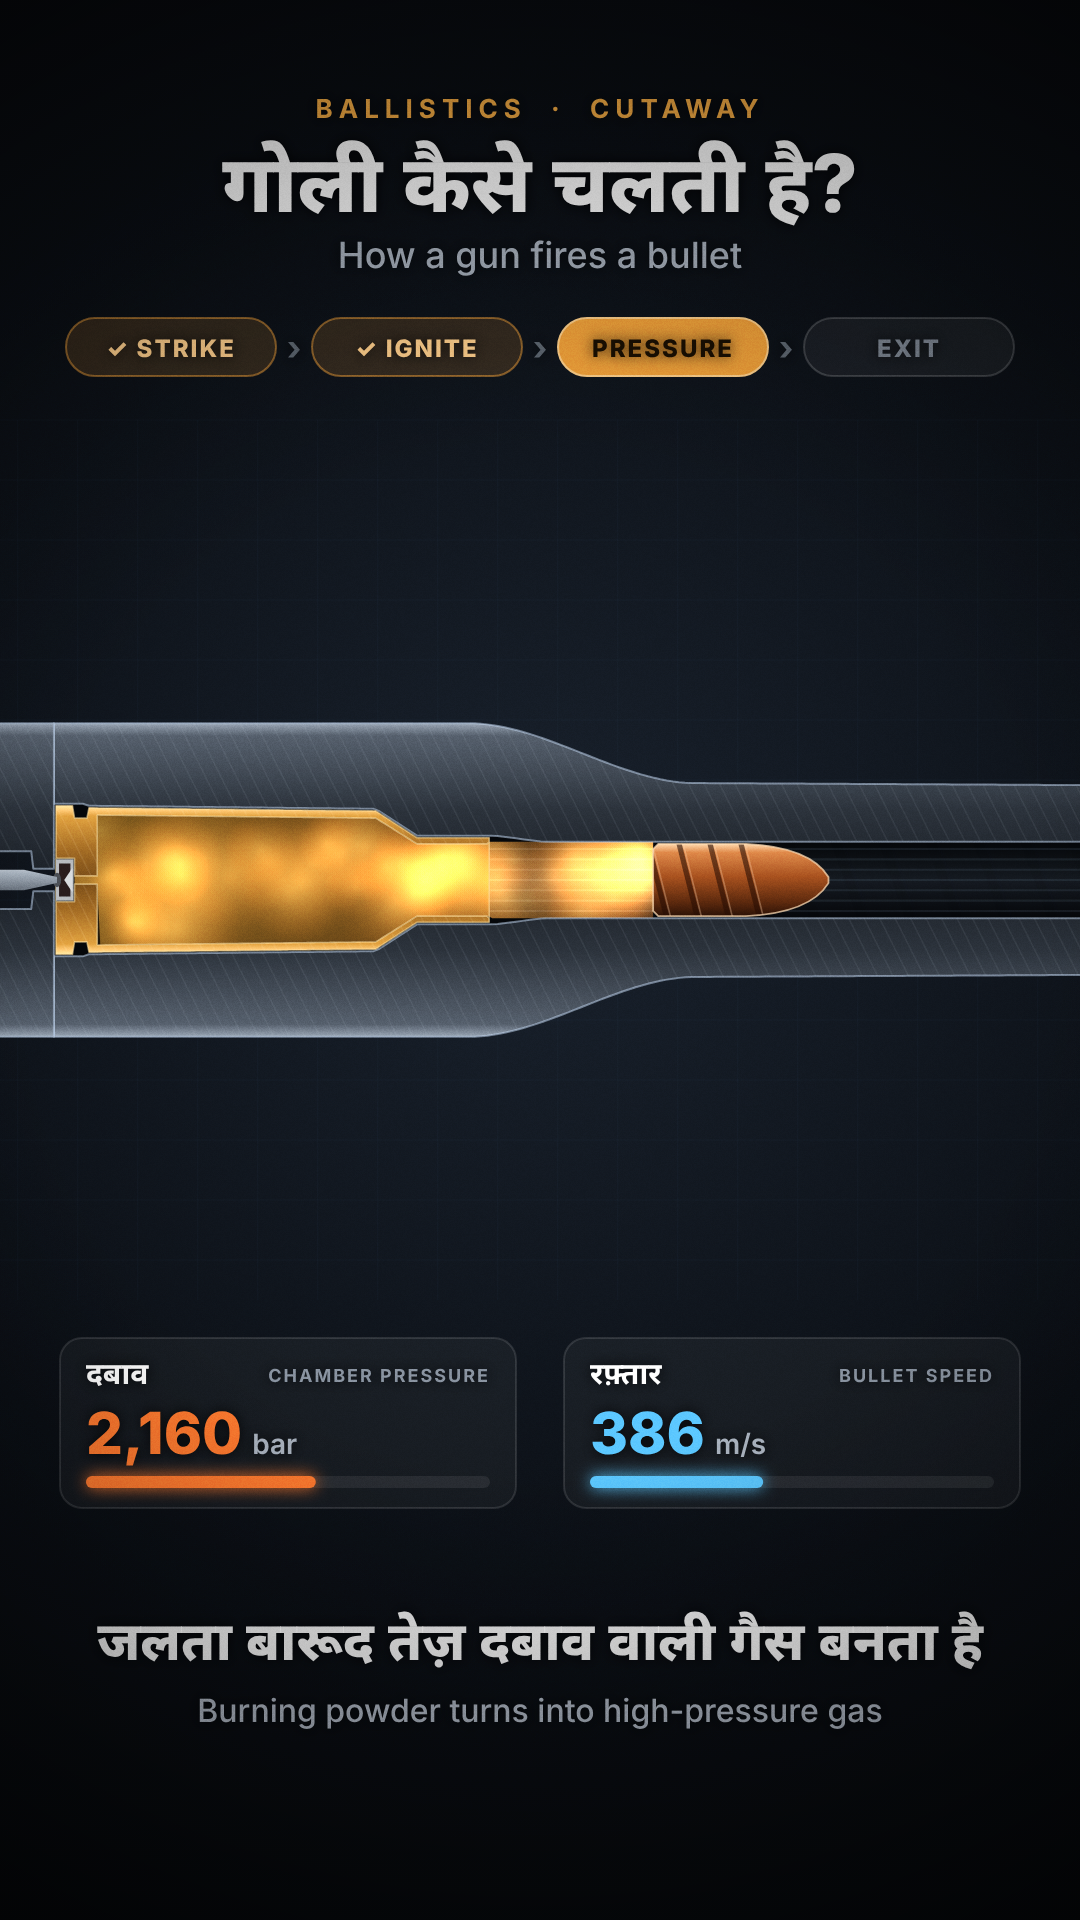 BALLISTICS · CUTAWAY
गोली कैसे चलती है?
How a gun fires a bullet
✓ STRIKE › ✓ IGNITE › PRESSURE › EXIT
दबाव CHAMBER PRESSURE
2,160 bar
रफ़्तार BULLET SPEED
386 m/s
जलता बारूद तेज़ दबाव वाली गैस बनता है
Burning powder turns into high-pressure gas